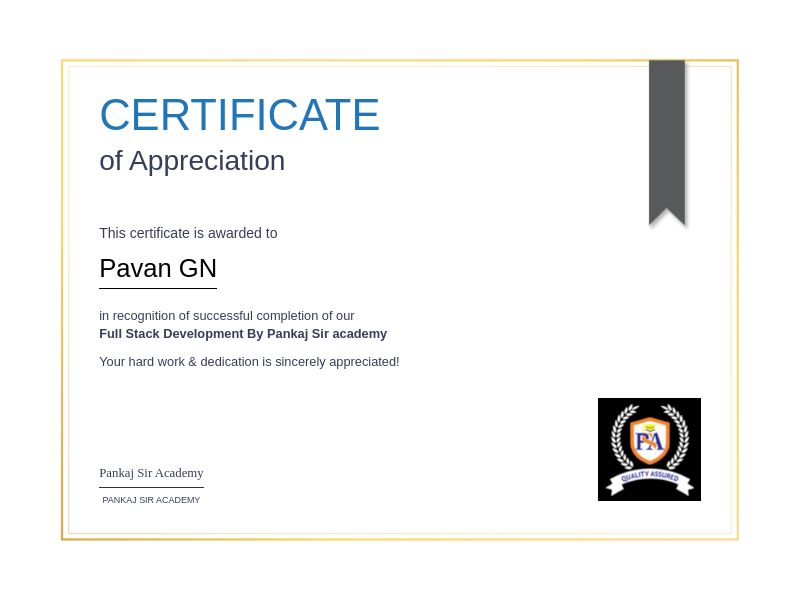 CERTIFICATE
of Appreciation
This certificate is awarded to
Pavan GN
in recognition of successful completion of our
Full Stack Development By Pankaj Sir academy
Your hard work & dedication is sincerely appreciated!
PSA
QUALITY ASSURED
Pankaj Sir Academy
PANKAJ SIR ACADEMY